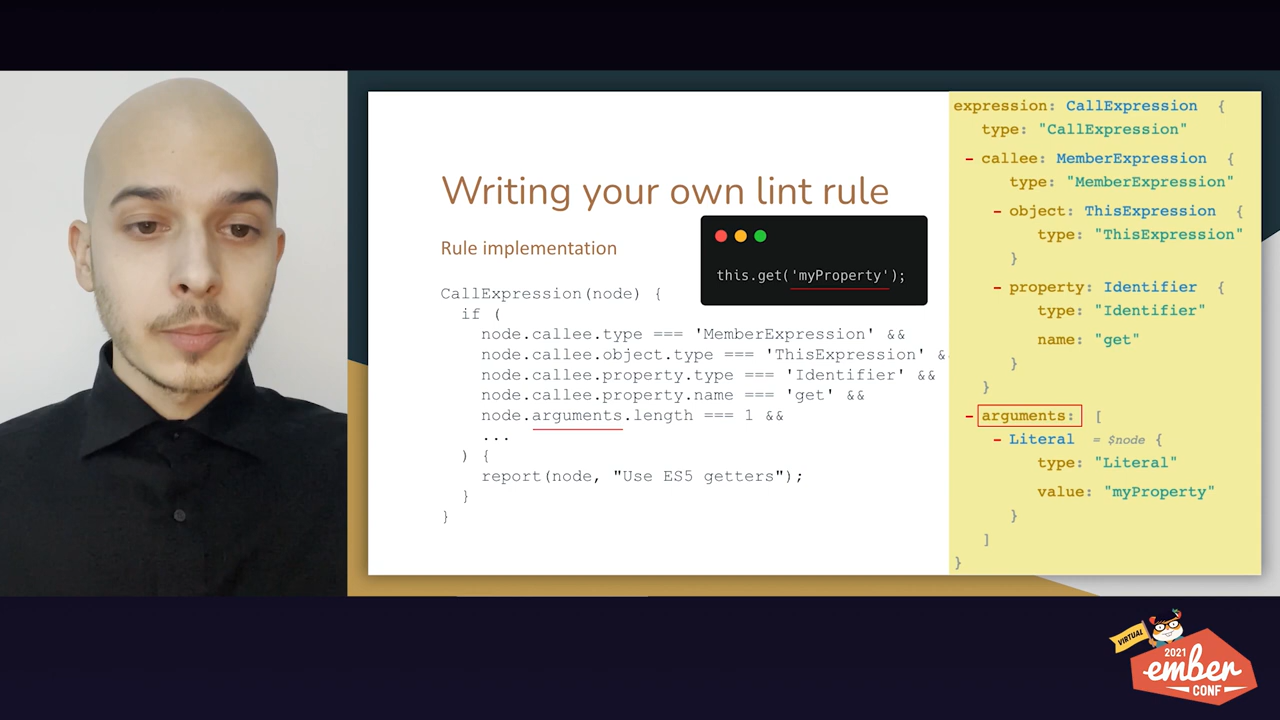 Writing your own lint rule
Rule implementation
this.get('myProperty');
CallExpression(node) {
if (
node.callee.type === 'MemberExpression' &&
node.callee.object.type === 'ThisExpression' &
node.callee.property.type === 'Identifier' &&
node.callee.property.name === 'get' &&
node.arguments.length === 1 &&
...
) {
report(node, "Use ES5 getters");
}
}
expression: CallExpression {
type: "CallExpression"
- callee: MemberExpression {
type: "MemberExpression"
- object: ThisExpression {
type: "ThisExpression"
}
- property: Identifier {
type: "Identifier"
name: "get"
}
}
- arguments: [
- Literal = $node {
type: "Literal"
value: "myProperty"
}
]
}
VIRTUAL
2021
ember
CONF